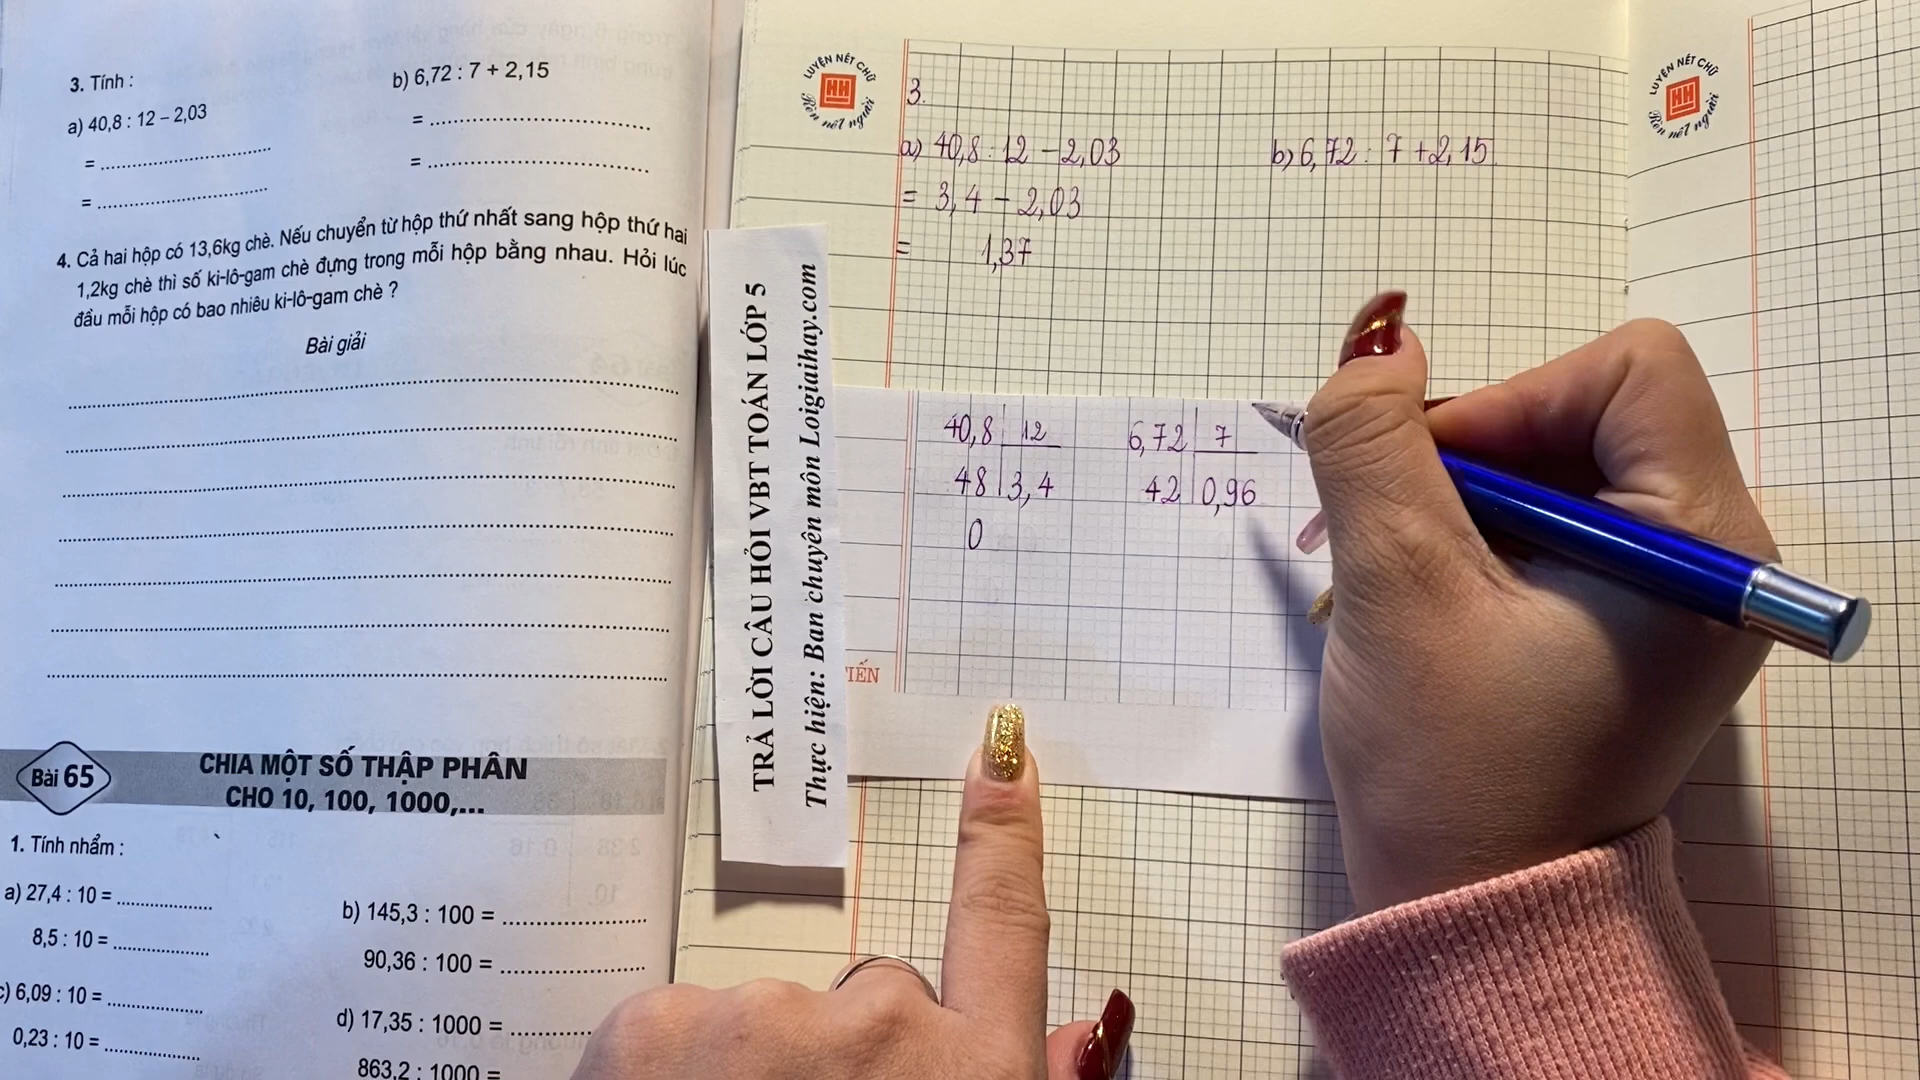 3. Tính :
a) 40,8 : 12 – 2,03
= ..............................
= ..............................
b) 6,72 : 7 + 2,15
= ..............................
= ..............................
4. Cả hai hộp có 13,6kg chè. Nếu chuyển từ hộp thứ nhất sang hộp thứ hai
1,2kg chè thì số ki-lô-gam chè đựng trong mỗi hộp bằng nhau. Hỏi lúc
đầu mỗi hộp có bao nhiêu ki-lô-gam chè ?
Bài giải
Bài 65
CHIA MỘT SỐ THẬP PHÂN
CHO 10, 100, 1000,...
1. Tính nhẩm :
a) 27,4 : 10 = ..............
8,5 : 10 = ..............
b) 145,3 : 100 = ..............
90,36 : 100 = ..............
c) 6,09 : 10 = ..............
0,23 : 10 = ..............
d) 17,35 : 1000 = ..............
863,2 : 1000 =
TRẢ LỜI CÂU HỎI VBT TOÁN LỚP 5
Thực hiện: Ban chuyên môn Loigiaihay.com
LUYỆN NÉT CHỮ
HH
Rèn nết người
3.
a) 40,8 : 12 – 2,03
= 3,4 – 2,03
= 1,37
b) 6,72 : 7 + 2,15
40,8 12
48 3,4
0
6,72 7
42 0,96
IẾN
LUYỆN NÉT CHỮ
HH
Rèn nết người